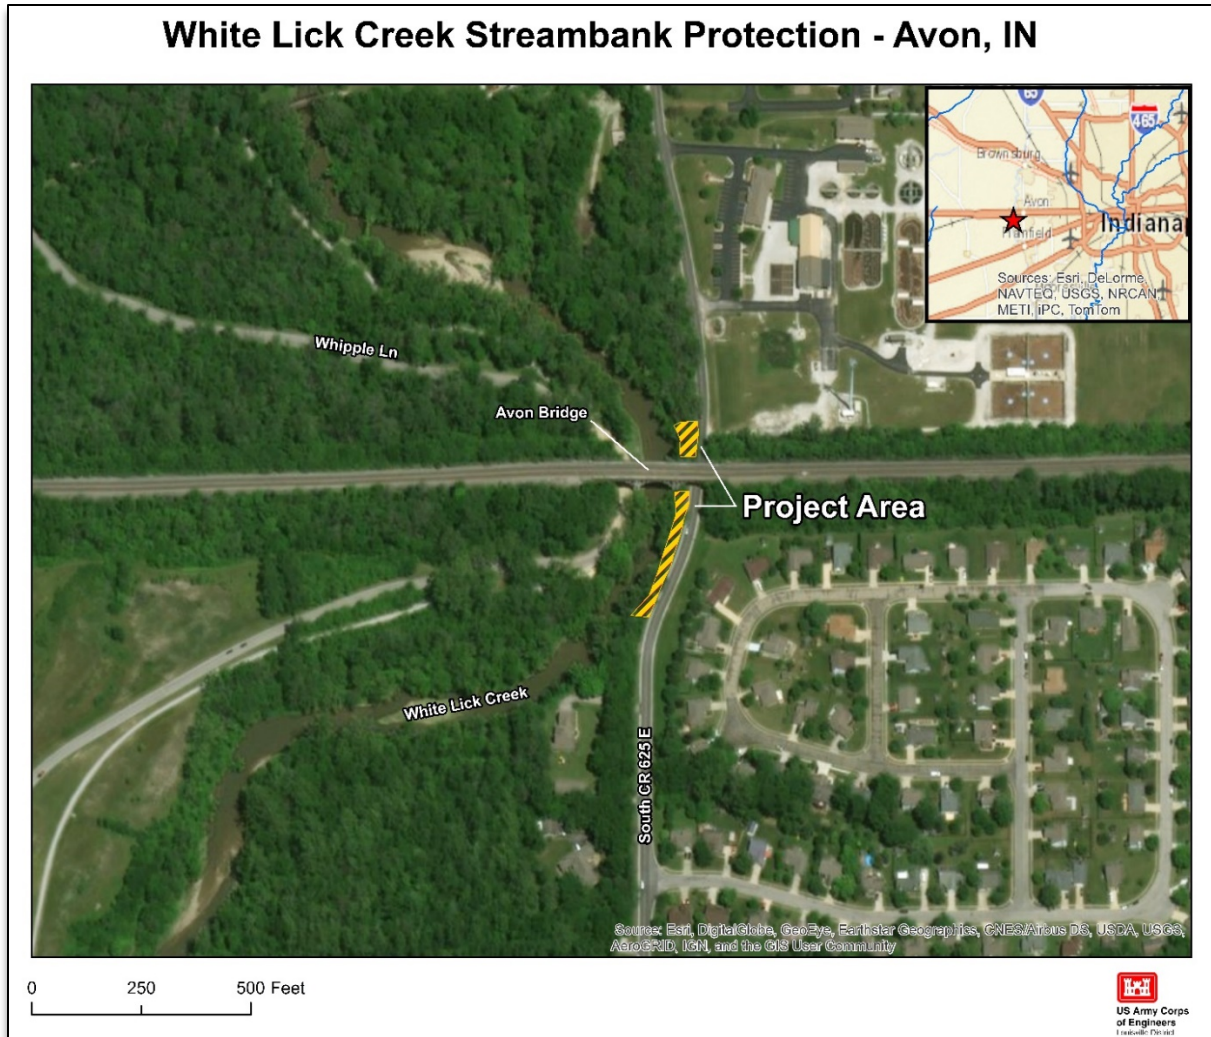 White Lick Creek Streambank Protection - Avon, IN
65
465
Brownsburg
Avon
Indiana
Sources: Esri, DeLorme
NAVTEQ, USGS, NRCAN,
METI, iPC, TomTom
Whipple Ln
Avon Bridge
Project Area
White Lick Creek
South CR 625 E
Source: Esri, DigitalGlobe, GeoEye, Earthstar Geographics, CNES/Airbus DS, USDA, USGS,
AeroGRID, IGN, and the GIS User Community
0 250 500 Feet
US Army Corps
of Engineers
Louisville District